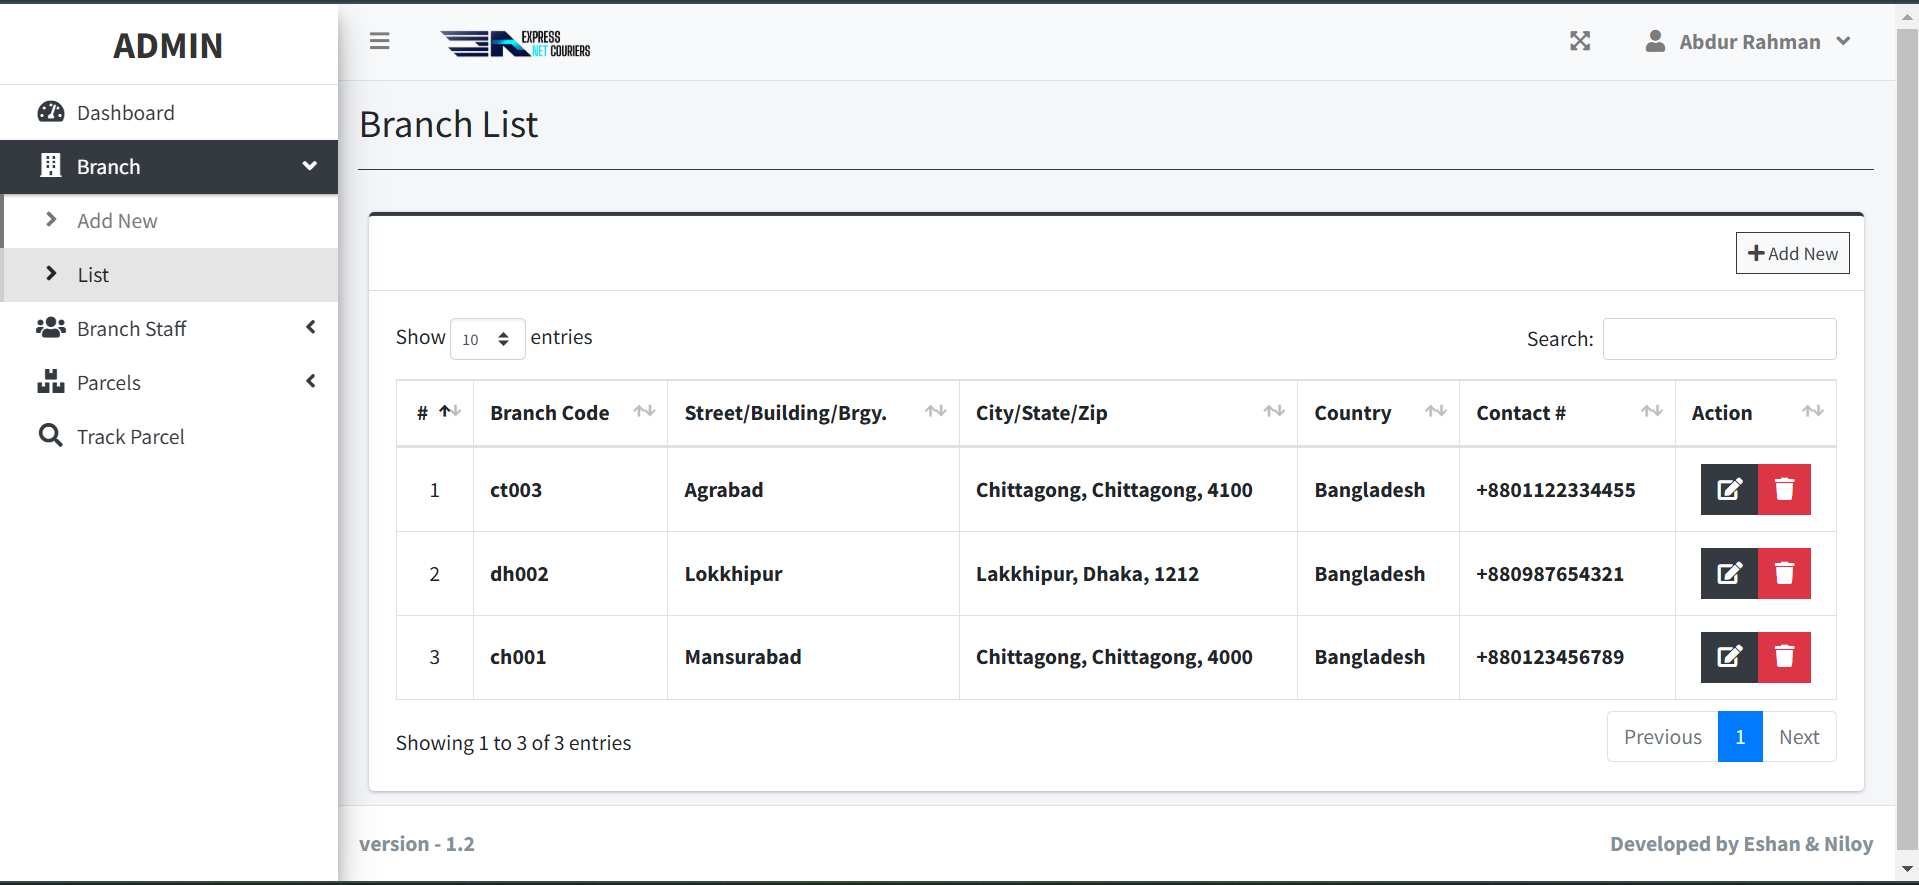 ADMIN
EXPRESS
NET COURIERS
Abdur Rahman
Dashboard
Branch
Add New
List
Branch Staff
Parcels
Track Parcel
Branch List
Add New
Show 10 entries
Search:
# Branch Code Street/Building/Brgy. City/State/Zip Country Contact # Action
1 ct003 Agrabad Chittagong, Chittagong, 4100 Bangladesh +8801122334455
2 dh002 Lokkhipur Lakkhipur, Dhaka, 1212 Bangladesh +880987654321
3 ch001 Mansurabad Chittagong, Chittagong, 4000 Bangladesh +880123456789
Showing 1 to 3 of 3 entries
Previous 1 Next
version - 1.2
Developed by Eshan & Niloy